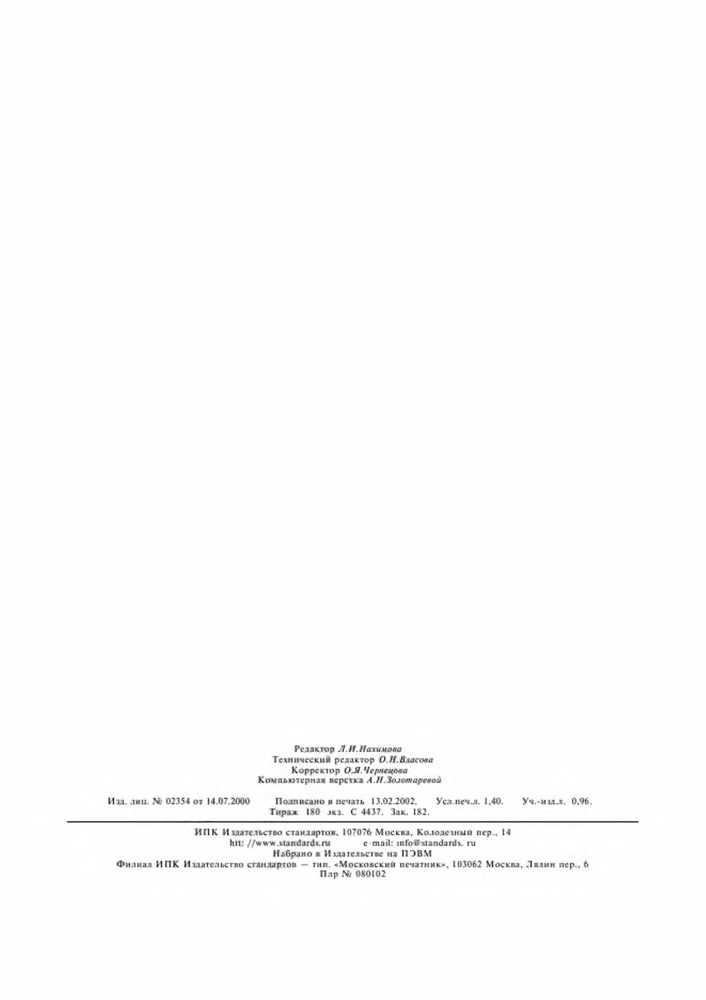 Редактор Л.И.Нахимова
Технический редактор О.Н.Власова
Корректор О.Я.Чернецова
Компьютерная верстка А.Н.Золотаревой
Изд. лиц. № 02354 от 14.07.2000 Подписано в печать 13.02.2002. Усл.печ.л. 1,40. Уч.-изд.л. 0,96.
Тираж 180 экз. С 4437. Зак. 182.
ИПК Издательство стандартов, 107076 Москва, Колодезный пер., 14
htt: //www.standards.ru e-mail: info@standards. ru
Набрано в Издательстве на ПЭВМ
Филиал ИПК Издательство стандартов — тип. «Московский печатник», 103062 Москва, Лялин пер., 6
Плр № 080102